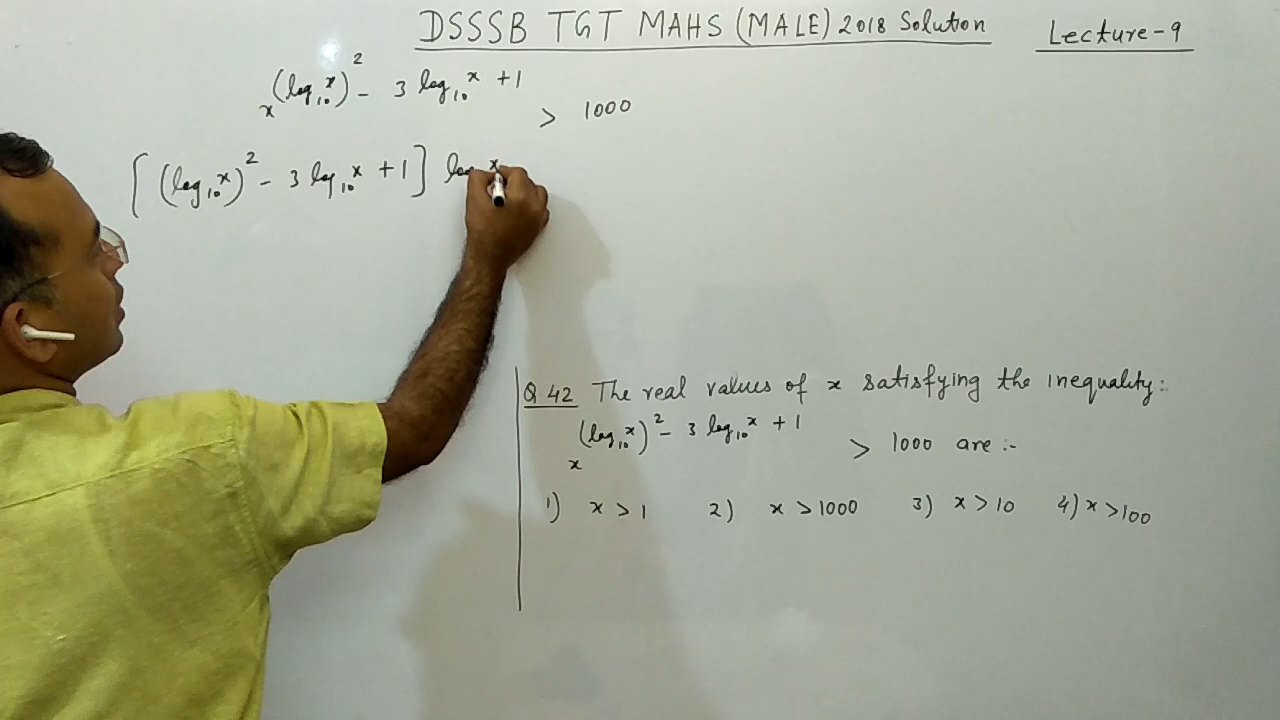 DSSSB TGT MAHS (MALE) 2018 Solution Lecture-9
x^((log₁₀x)² - 3 log₁₀x + 1) > 1000
[(log₁₀x)² - 3 log₁₀x + 1] log x
Q 42 The real values of x satisfying the inequality:
x^((log₁₀x)² - 3 log₁₀x + 1) > 1000 are :-
1) x > 1 2) x > 1000 3) x > 10 4) x > 100